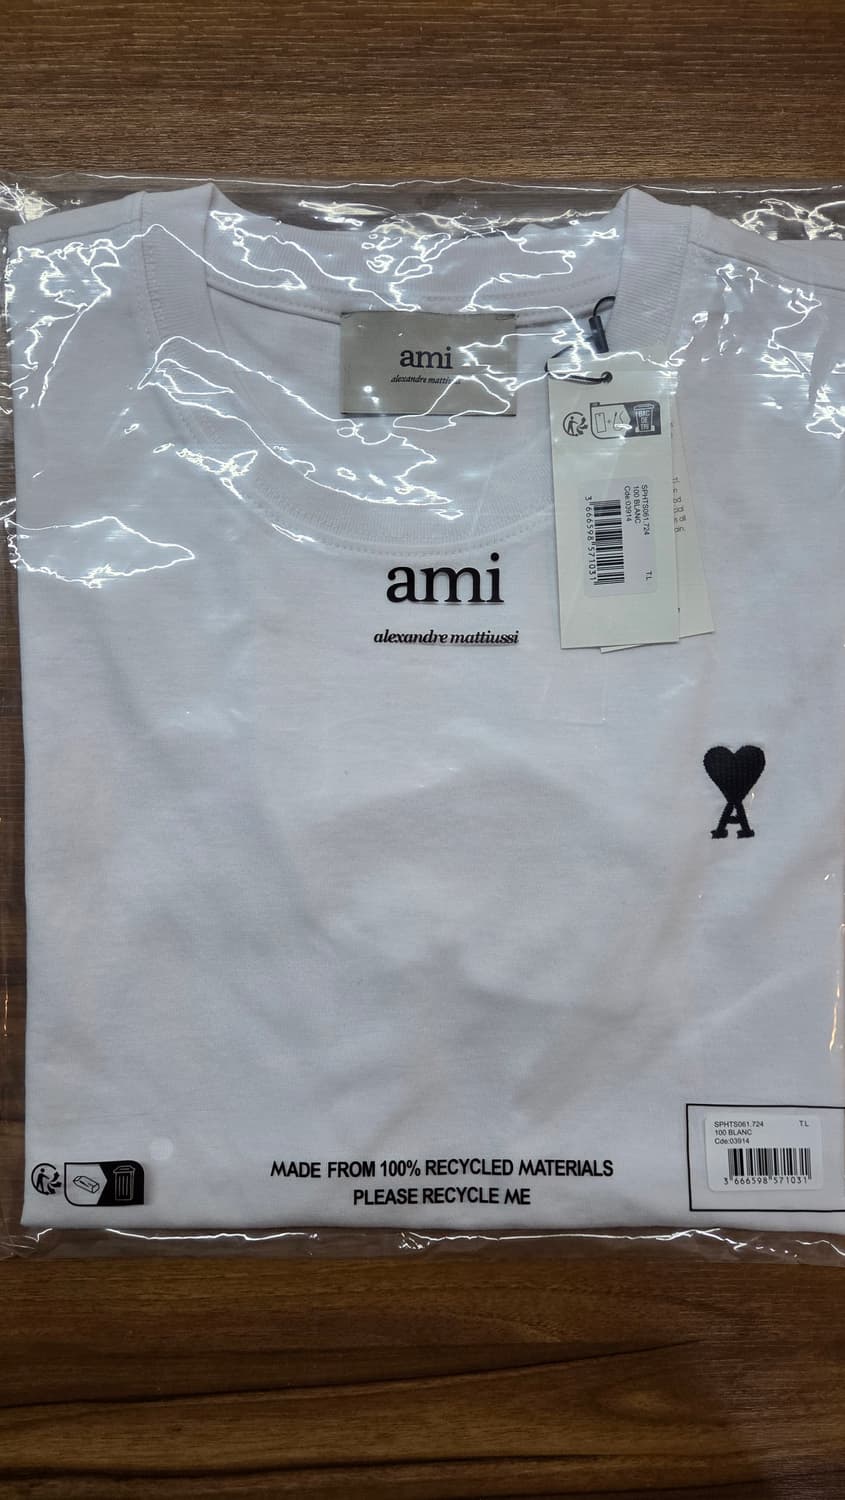 ami
alexandre mattiussi
SPHTS061.724 T.L
100 BLANC
Cde:03914
3 666598 571031
ami
alexandre mattiussi
A
MADE FROM 100% RECYCLED MATERIALS
PLEASE RECYCLE ME
SPHTS061.724 T.L
100 BLANC
Cde:03914
3 666598 571031